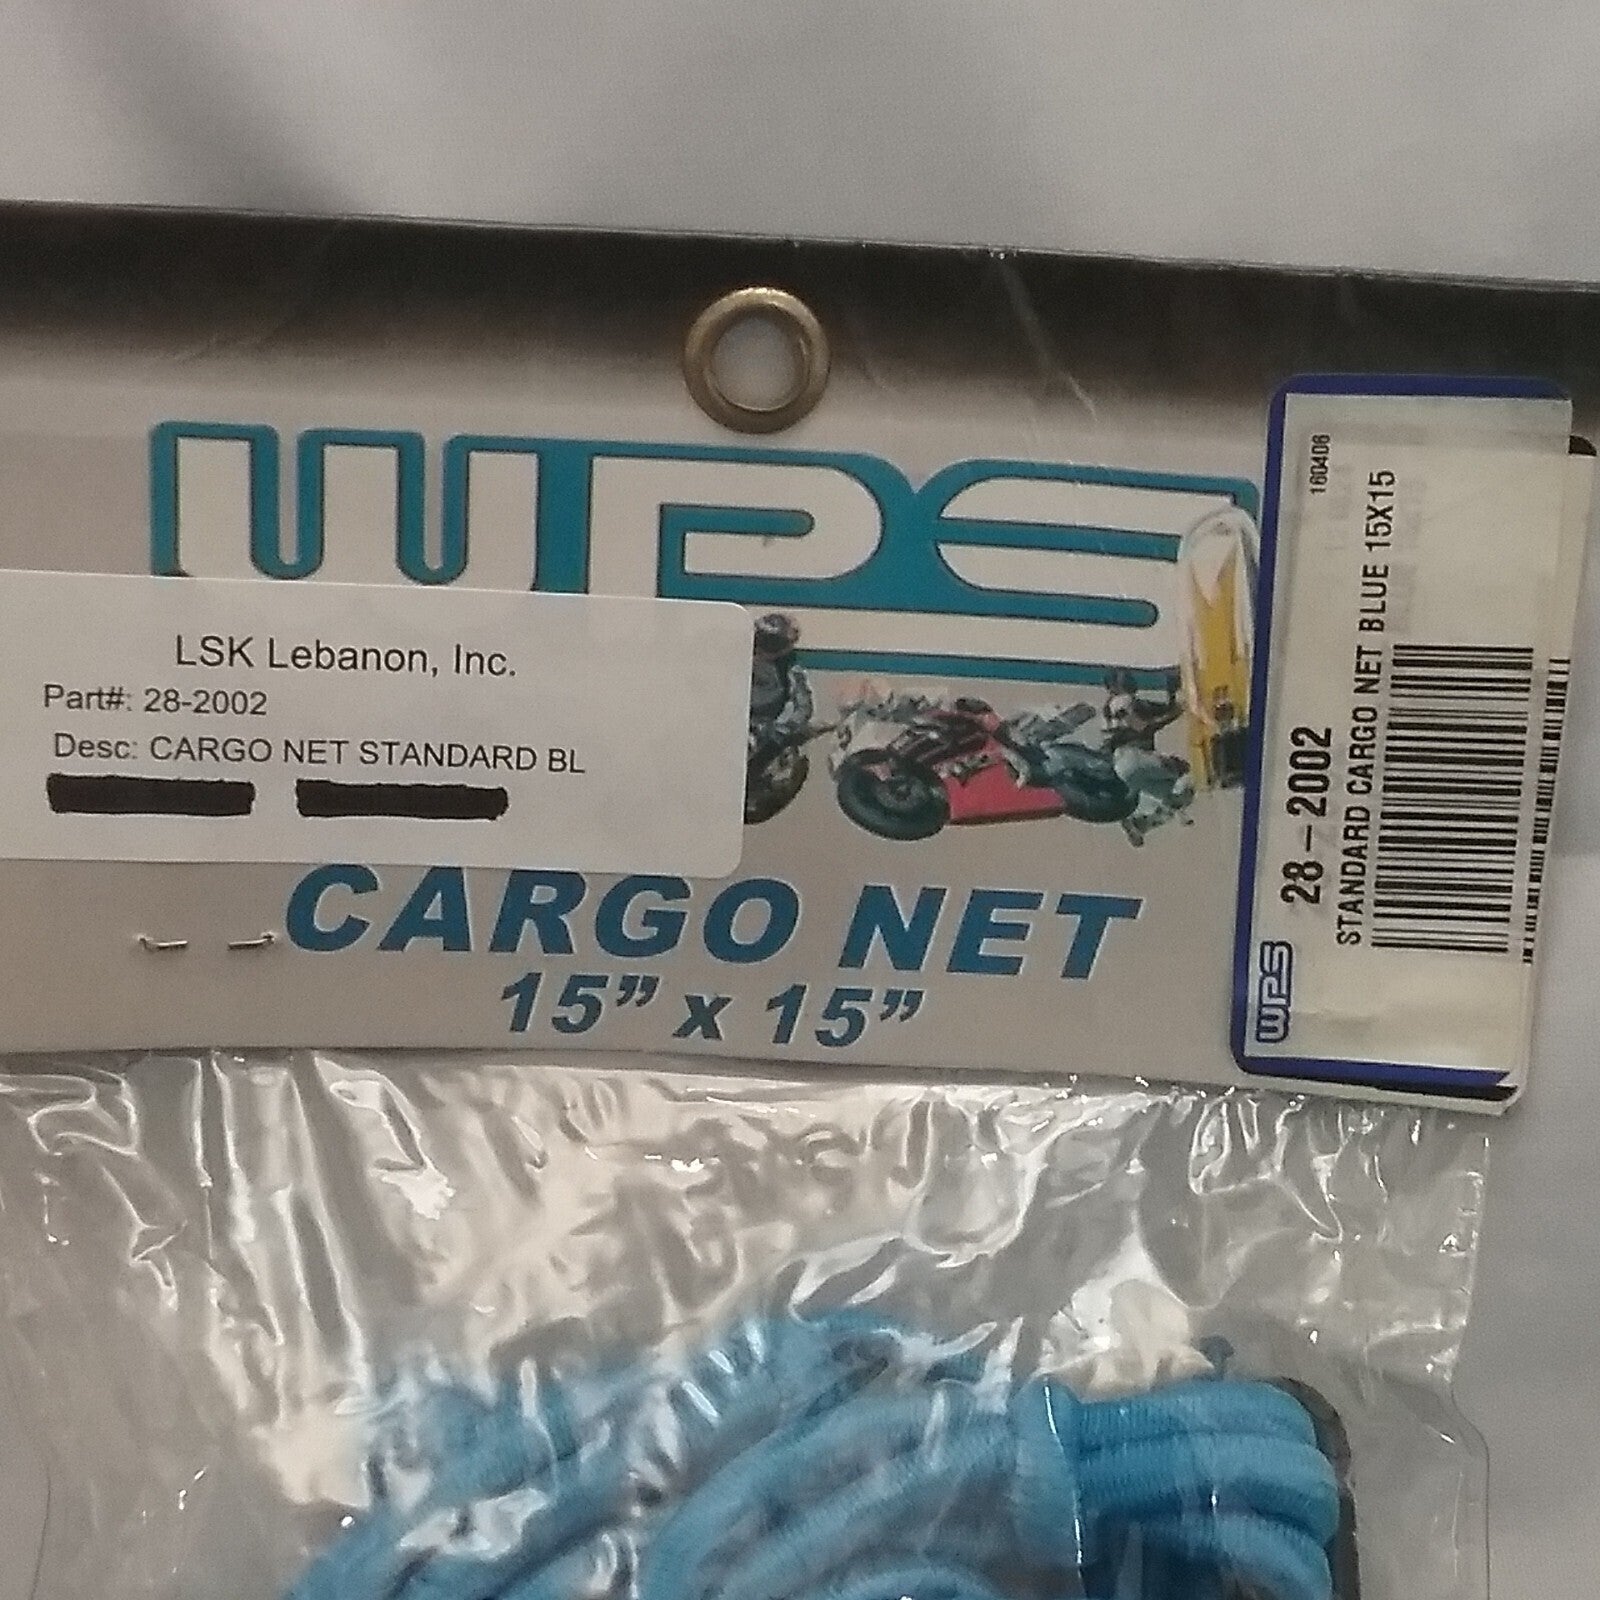 WPS
LSK Lebanon, Inc.
Part#: 28-2002
Desc: CARGO NET STANDARD BL
CARGO NET
15” x 15”
160406
28-2002
STANDARD CARGO NET BLUE 15X15
WPS